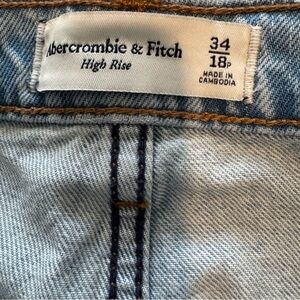 Abercrombie & Fitch
High Rise
34
18P
MADE IN
CAMBODIA